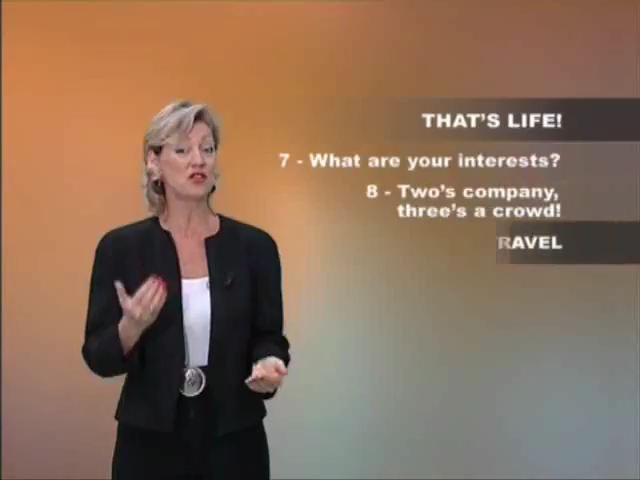 THAT'S LIFE!
7 - What are your interests?
8 - Two's company,
three's a crowd!
RAVEL